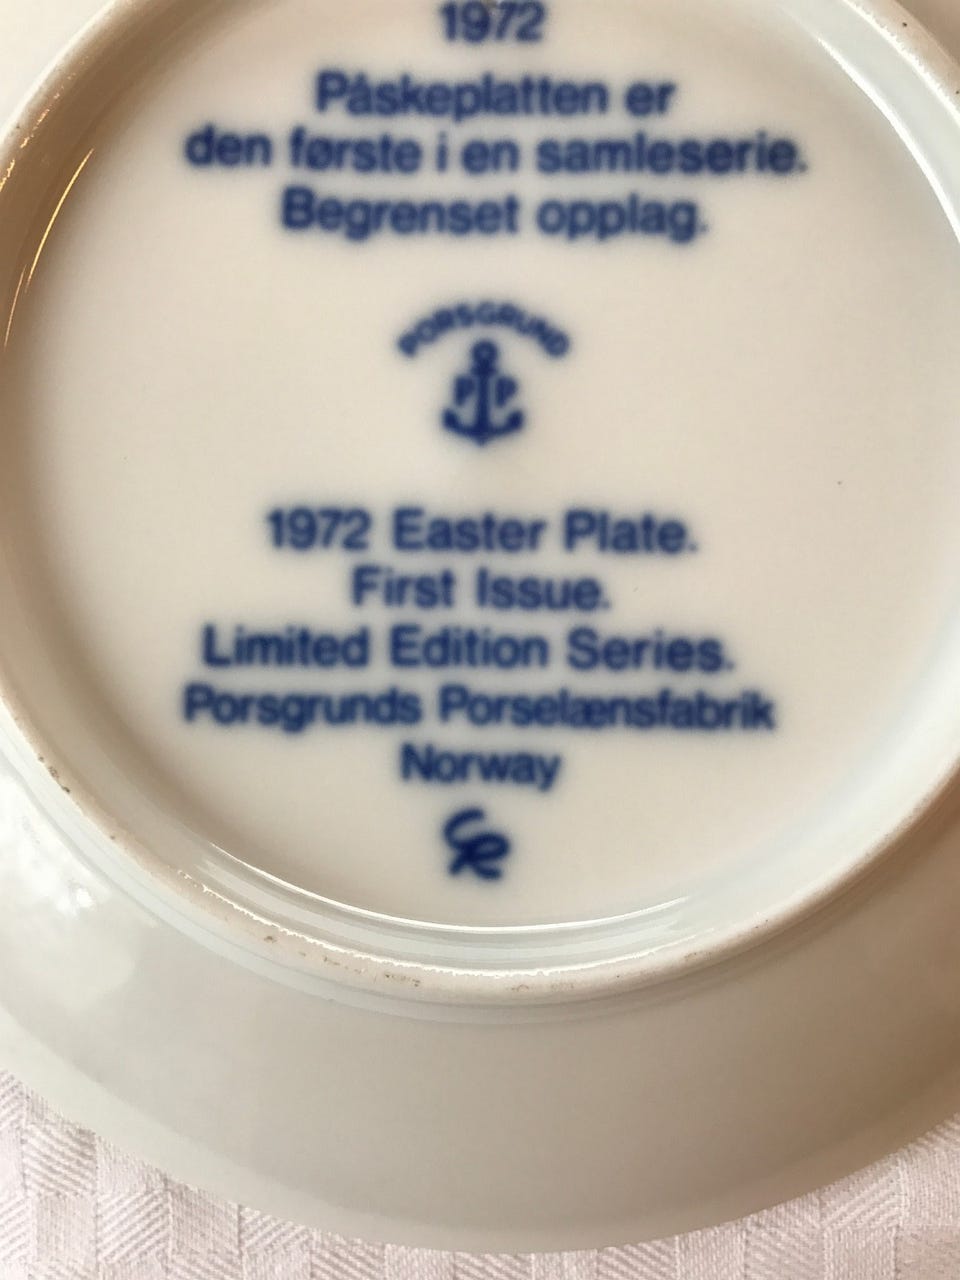 1972
Påskeplatten er
den første i en samleserie.
Begrenset opplag.
PORSGRUND
P P
1972 Easter Plate.
First Issue.
Limited Edition Series.
Porsgrunds Porselænsfabrik
Norway